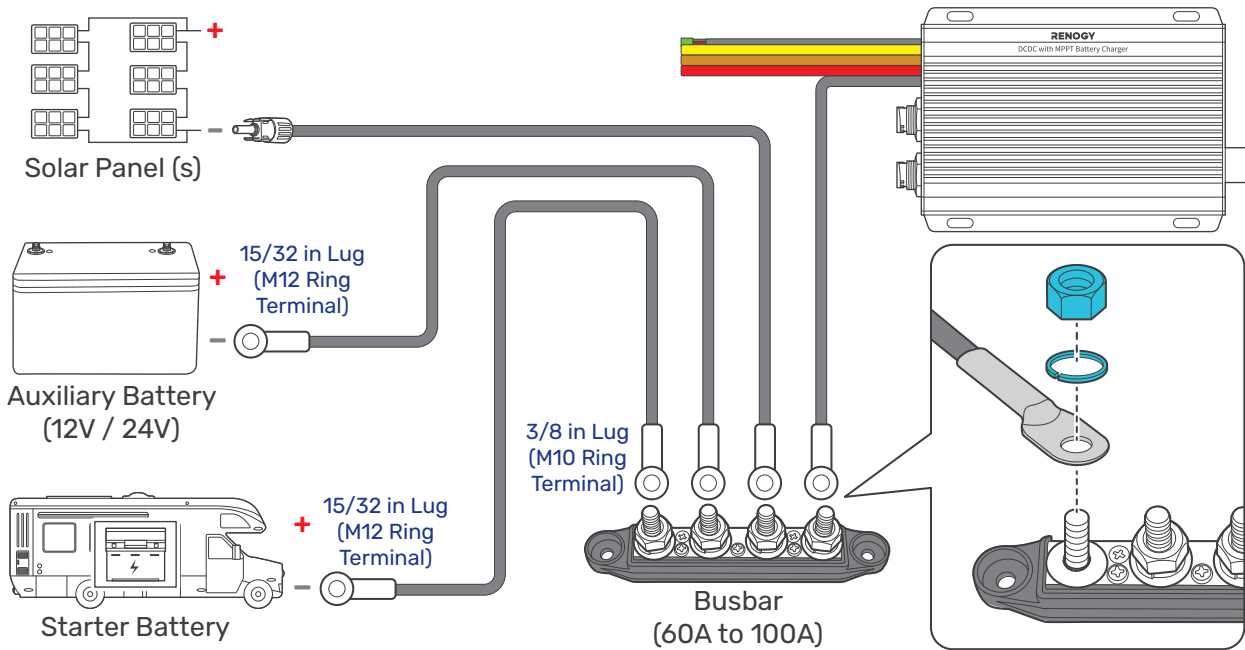 +
RENOGY
DCDC with MPPT Battery Charger
−
Solar Panel (s)
+
15/32 in Lug
(M12 Ring
Terminal)
−
Auxiliary Battery
(12V / 24V)
3/8 in Lug
(M10 Ring
Terminal)
+
15/32 in Lug
(M12 Ring
Terminal)
−
Starter Battery
Busbar
(60A to 100A)